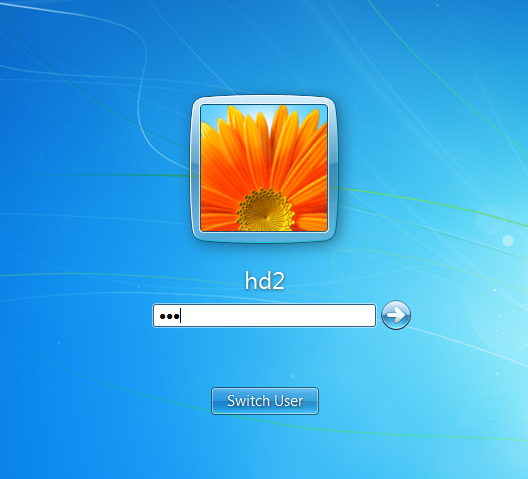 hd2
•••
Switch User